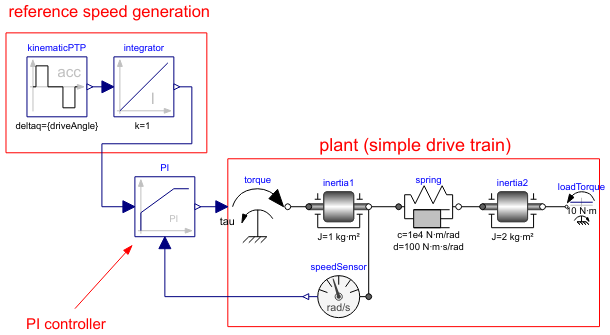 reference speed generation
kinematicPTP
integrator
acc
I
deltaq={driveAngle}
k=1
plant (simple drive train)
PI
PI
torque
tau
inertia1
J=1 kg·m²
spring
c=1e4 N·m/rad
d=100 N·m·s/rad
inertia2
J=2 kg·m²
loadTorque
10 N·m
speedSensor
rad/s
PI controller